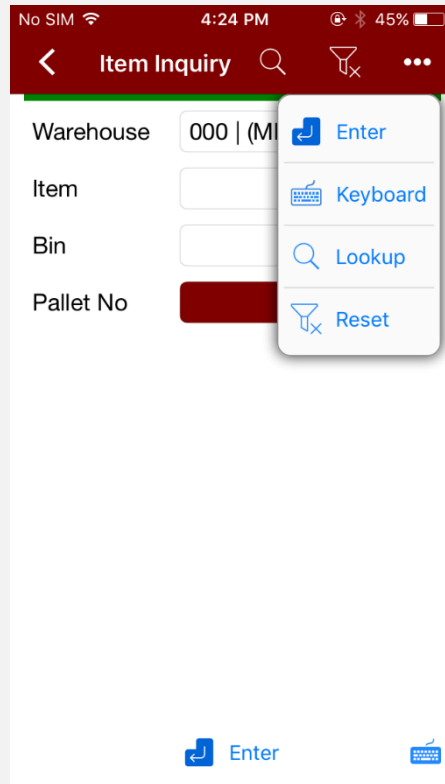 No SIM 4:24 PM 45%
Item Inquiry
Warehouse 000 | (MI
Enter
Item
Keyboard
Bin
Lookup
Pallet No
Reset
Enter